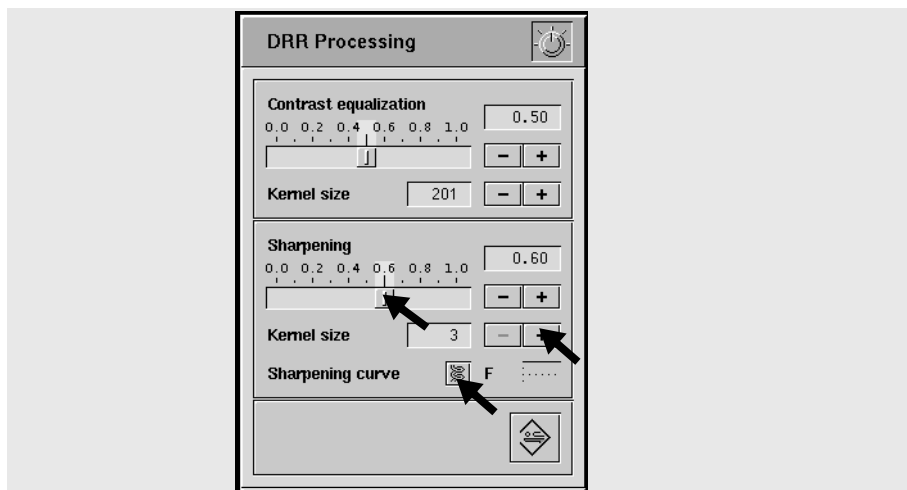 DRR Processing
Contrast equalization
0.50
0.0 0.2 0.4 0.6 0.8 1.0
- +
Kernel size 201 - +
Sharpening
0.60
0.0 0.2 0.4 0.6 0.8 1.0
- +
Kernel size 3 - +
Sharpening curve F